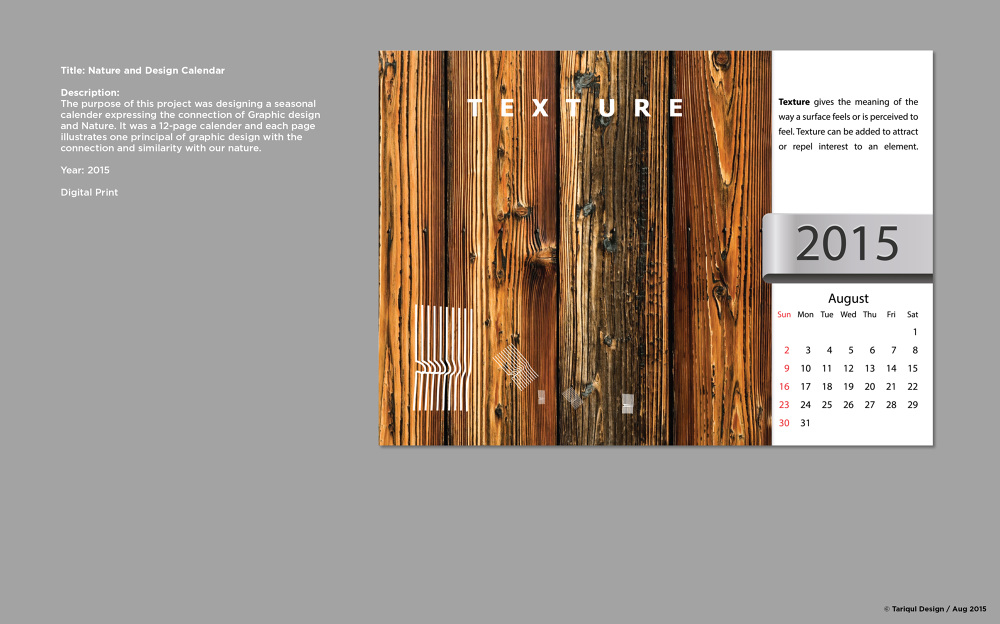 Title: Nature and Design Calendar
Description:
The purpose of this project was designing a seasonal
calender expressing the connection of Graphic design
and Nature. It was a 12-page calender and each page
illustrates one principal of graphic design with the
connection and similarity with our nature.
Year: 2015
Digital Print
TEXTURE
Texture gives the meaning of the
way a surface feels or is perceived to
feel. Texture can be added to attract
or repel interest to an element.
2015
August
Sun Mon Tue Wed Thu Fri Sat
1
2 3 4 5 6 7 8
9 10 11 12 13 14 15
16 17 18 19 20 21 22
23 24 25 26 27 28 29
30 31
© Tariqul Design / Aug 2015